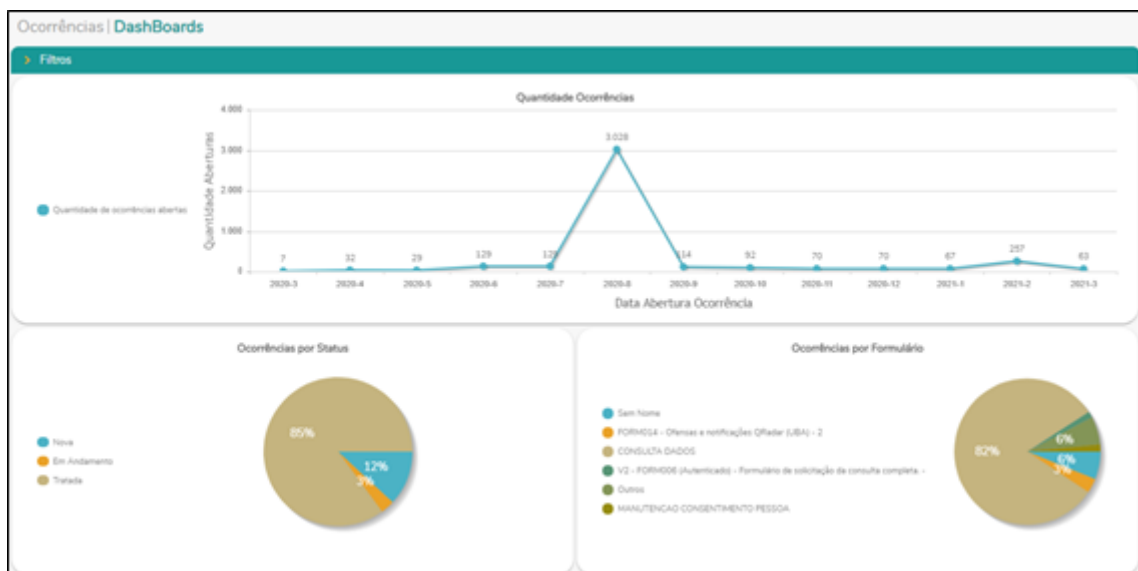 Ocorrências | DashBoards
Filtros
Quantidade Ocorrências
Quantidade de ocorrências abertas
Quantidade Aberturas
4.000
3.000
2.000
1.000
0
7 32 29 129 3.028 114 92 70 70 67 257 63
2020-3 2020-4 2020-5 2020-6 2020-7 2020-8 2020-9 2020-10 2020-11 2020-12 2021-1 2021-2 2021-3
Data Abertura Ocorrência
Ocorrências por Status
Nova
Em Andamento
Tratada
85%
12%
3%
Ocorrências por Formulário
Sem Nome
FORM014 - Ofensas e notificações QRadar (UBA) - 2
CONSULTA DADOS
V2 - FORM006 (Autenticado) - Formulário de solicitação da consulta completa. -
Outros
MANUTENCAO CONSENTIMENTO PESSOA
82%
6%
6%
3%